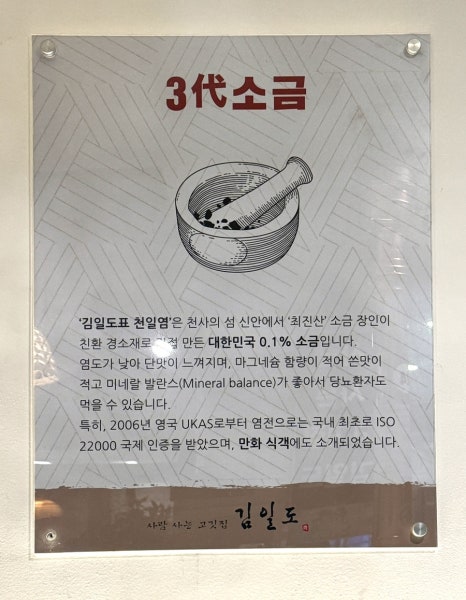 3代소금
'김일도표 천일염'은 천사의 섬 신안에서 '최진산' 소금 장인이
친환 경소재로 직접 만든 대한민국 0.1% 소금입니다.
염도가 낮아 단맛이 느껴지며, 마그네슘 함량이 적어 쓴맛이
적고 미네랄 발란스(Mineral balance)가 좋아서 당뇨환자도
먹을 수 있습니다.
특히, 2006년 영국 UKAS로부터 염전으로는 국내 최초로 ISO
22000 국제 인증을 받았으며, 만화 식객에도 소개되었습니다.
사람 사는 고깃집 김일도